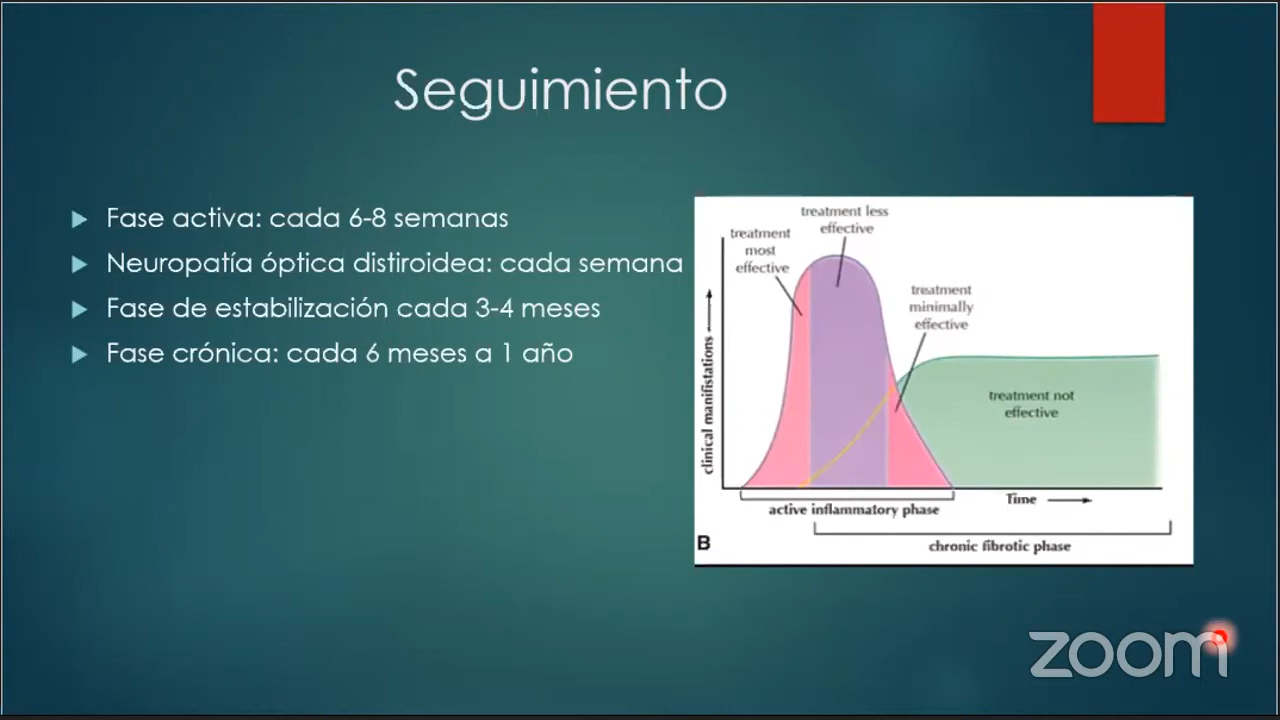 Seguimiento
Fase activa: cada 6-8 semanas
Neuropatía óptica distiroidea: cada semana
Fase de estabilización cada 3-4 meses
Fase crónica: cada 6 meses a 1 año
treatment less
effective
treatment
most
effective
treatment
minimally
effective
treatment not
effective
clinical manifistations
Time
active inflammatory phase
chronic fibrotic phase
B
zoom